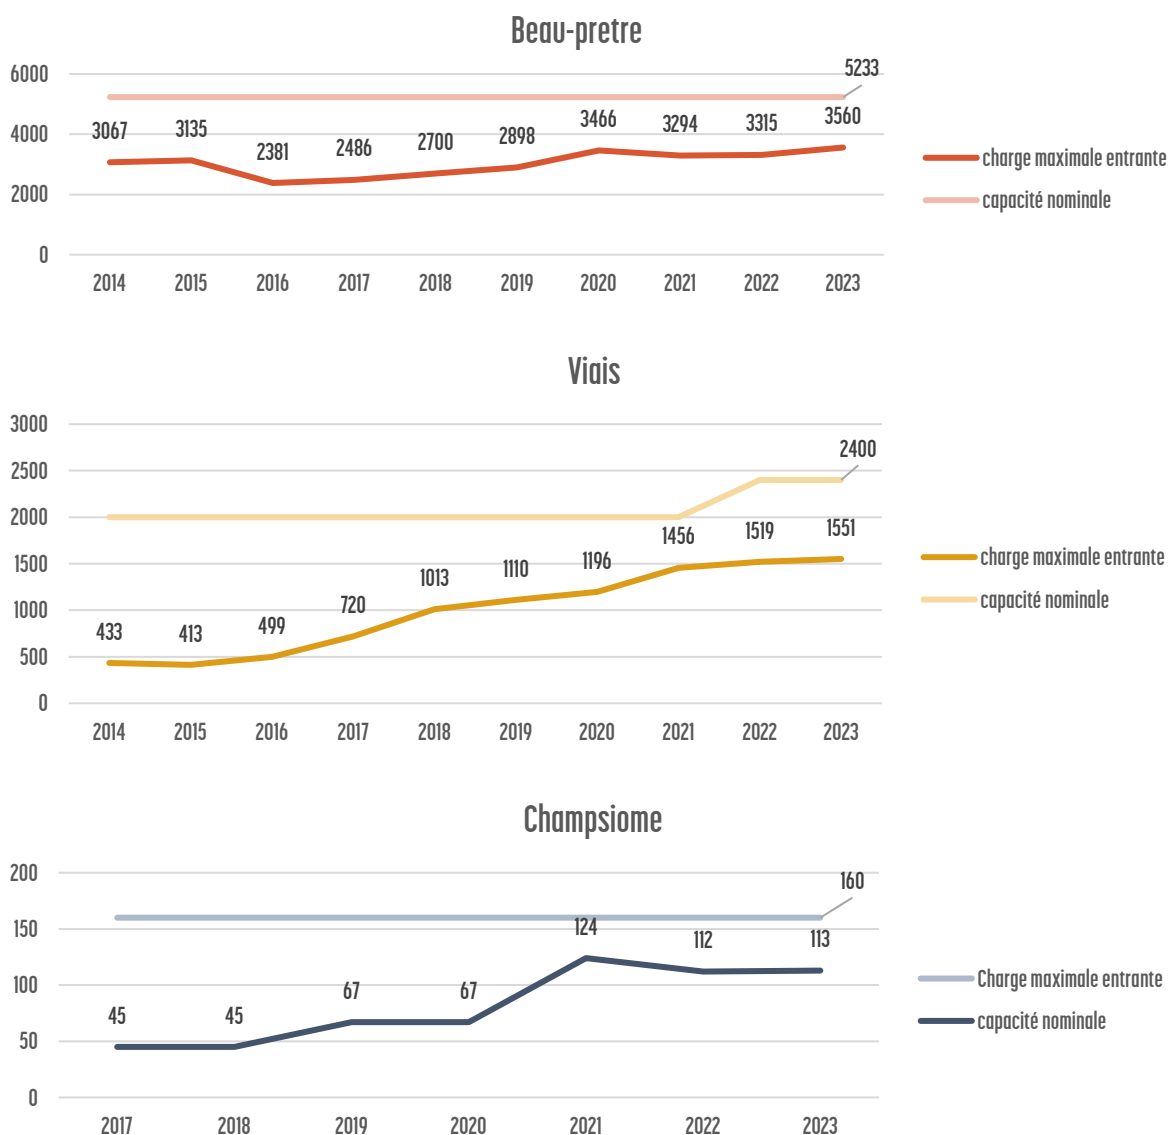 Beau-pretre
6000
5233
3067 3135 2381 2486 2700 2898 3466 3294 3315 3560
4000
2000
0
2014 2015 2016 2017 2018 2019 2020 2021 2022 2023
charge maximale entrante
capacité nominale
Viais
3000
2500
2400
2000
1500
1000
500
0
433 413 499 720 1013 1110 1196 1456 1519 1551
2014 2015 2016 2017 2018 2019 2020 2021 2022 2023
charge maximale entrante
capacité nominale
Champsiome
200
160
150
100
50
0
45 45 67 67 124 112 113
2017 2018 2019 2020 2021 2022 2023
Charge maximale entrante
capacité nominale